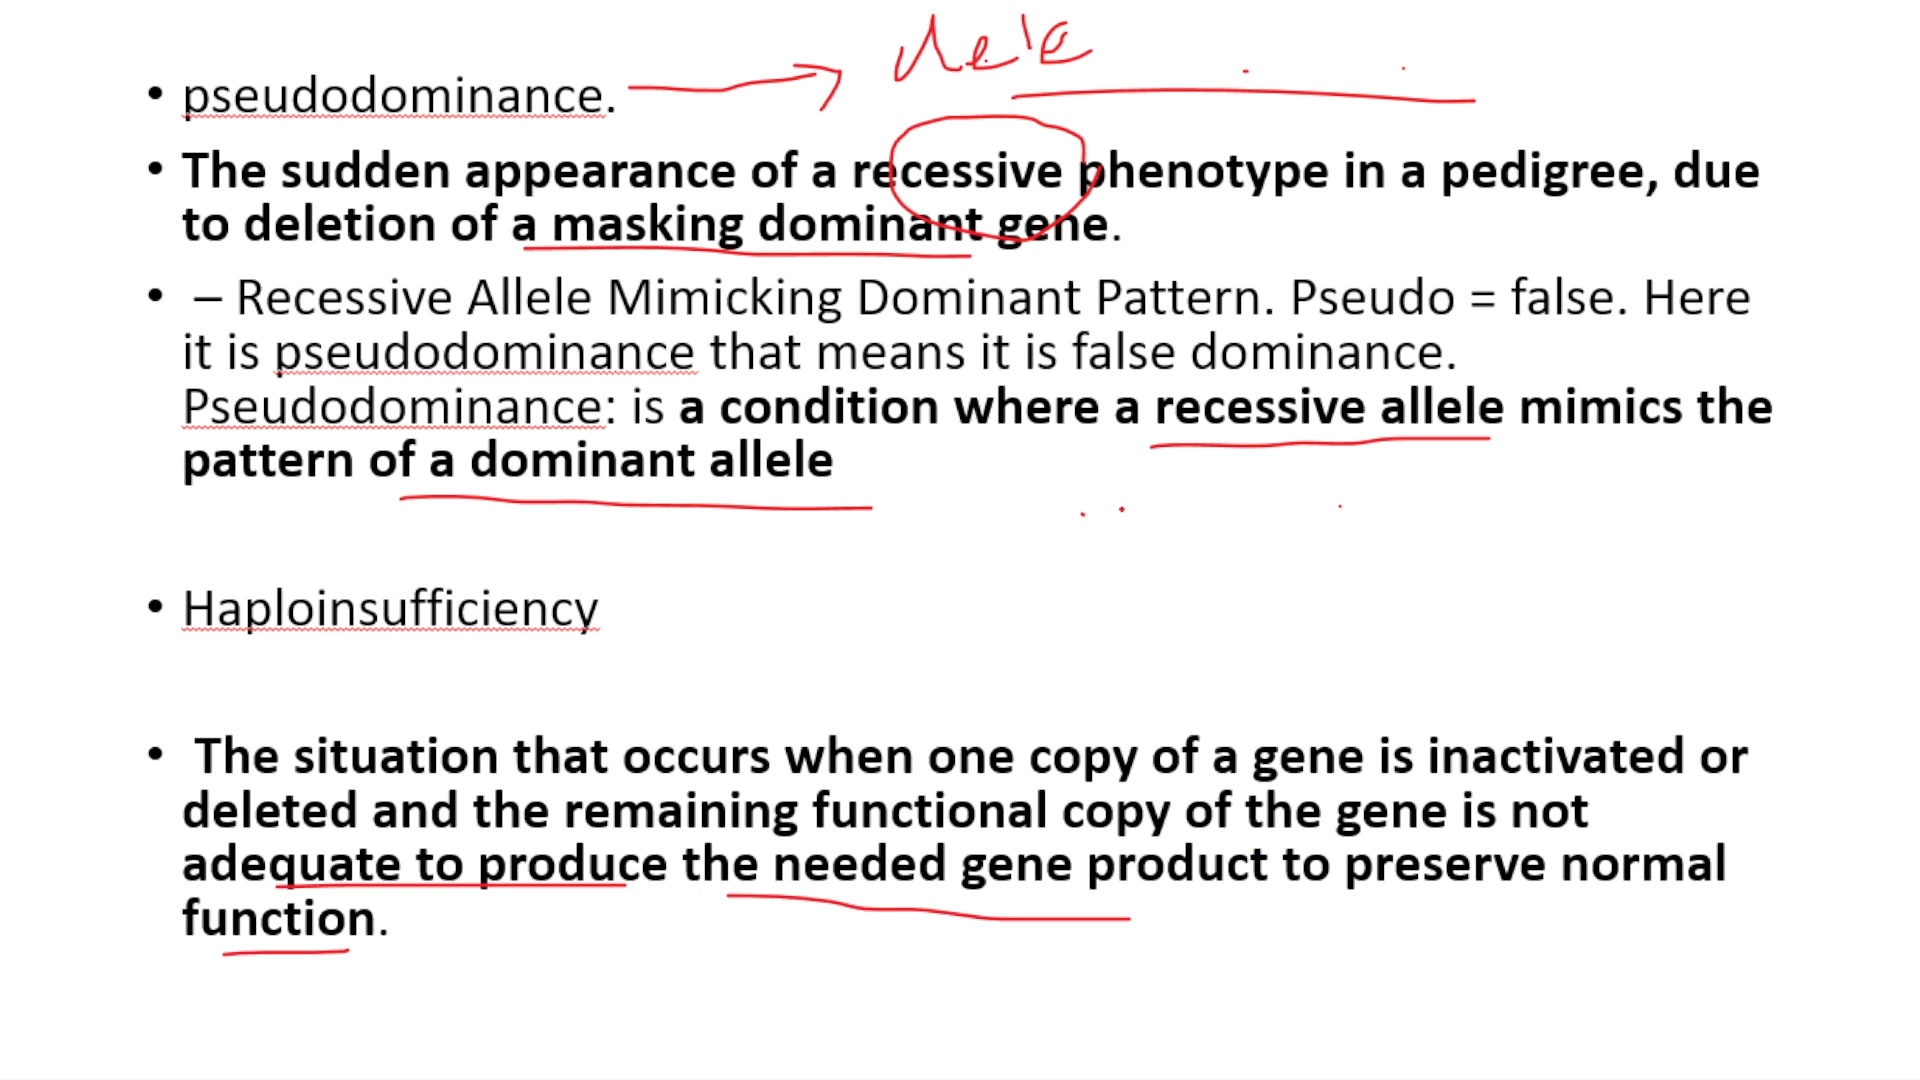 • pseudodominance.
• The sudden appearance of a recessive phenotype in a pedigree, due
to deletion of a masking dominant gene.
• – Recessive Allele Mimicking Dominant Pattern. Pseudo = false. Here
it is pseudodominance that means it is false dominance.
Pseudodominance: is a condition where a recessive allele mimics the
pattern of a dominant allele
• Haploinsufficiency
• The situation that occurs when one copy of a gene is inactivated or
deleted and the remaining functional copy of the gene is not
adequate to produce the needed gene product to preserve normal
function.